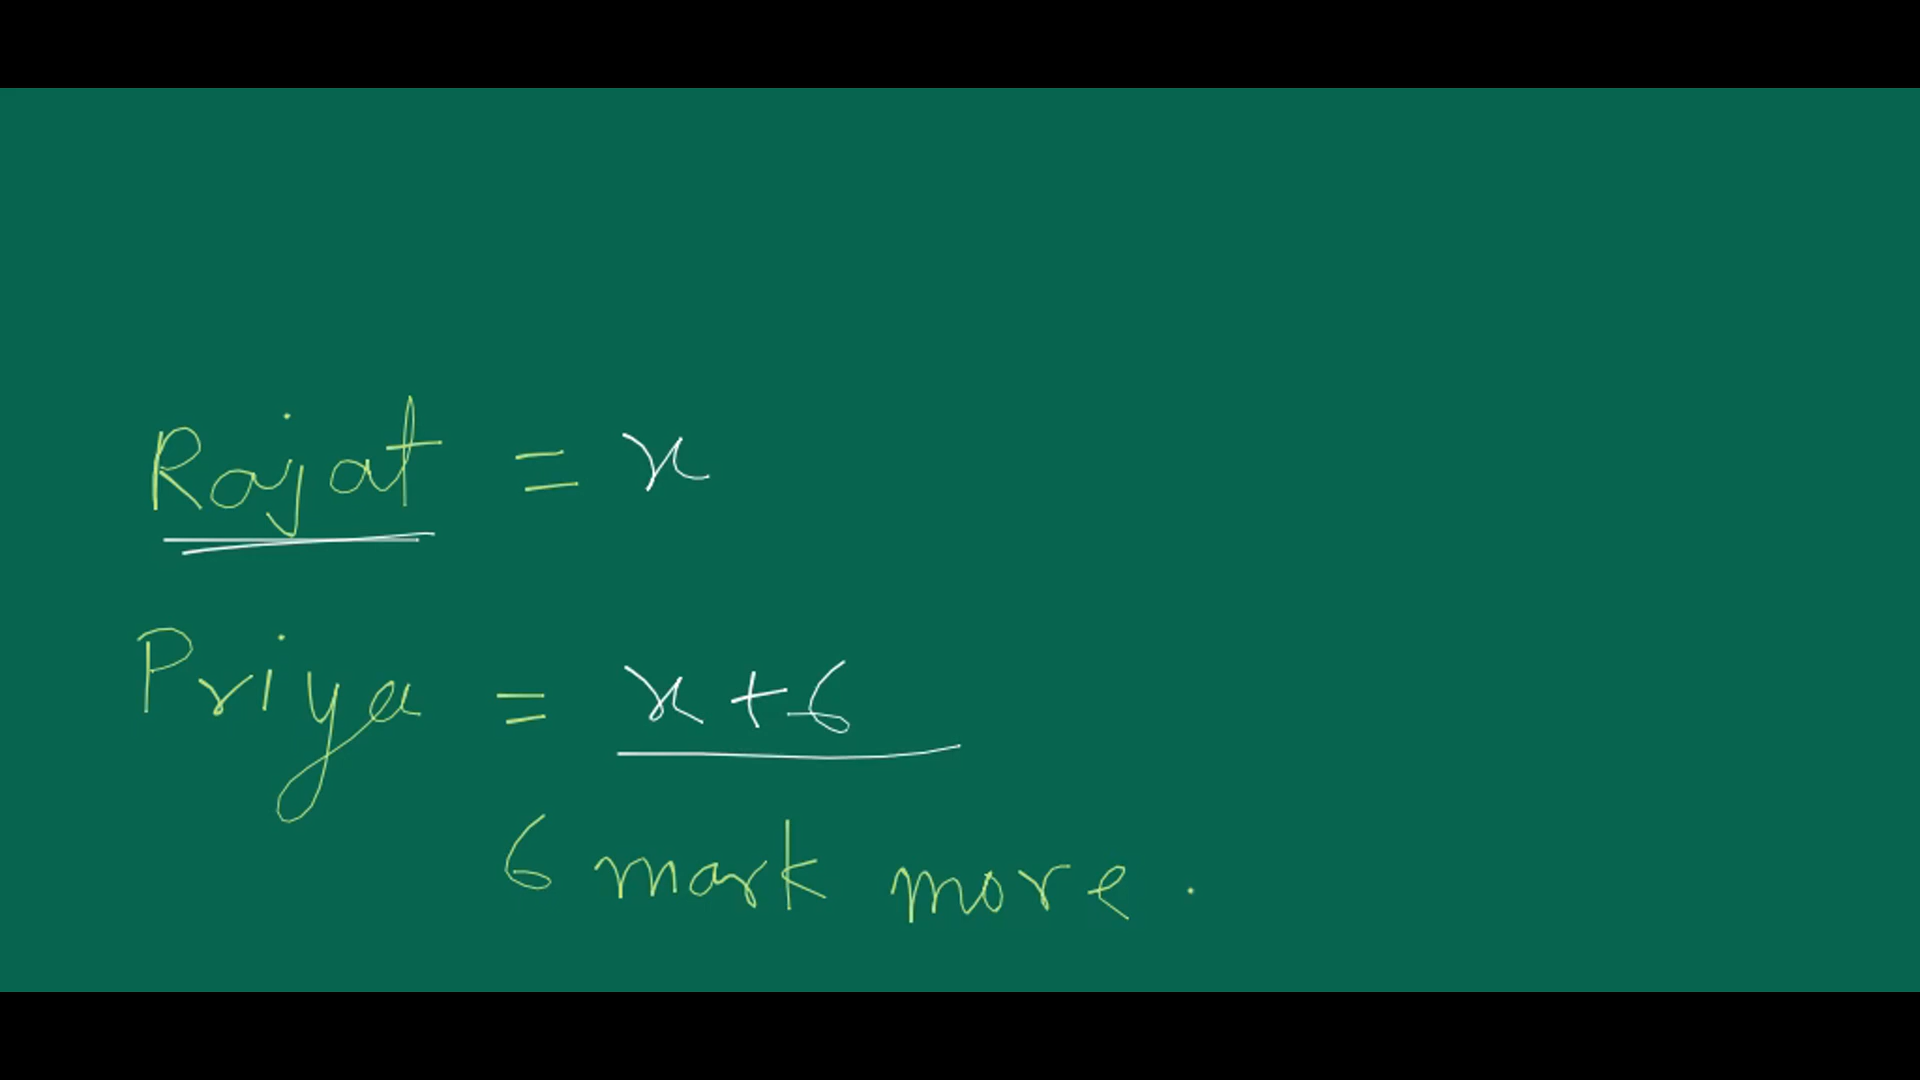 Rajat = x
Priya = x+6
6 mark more.